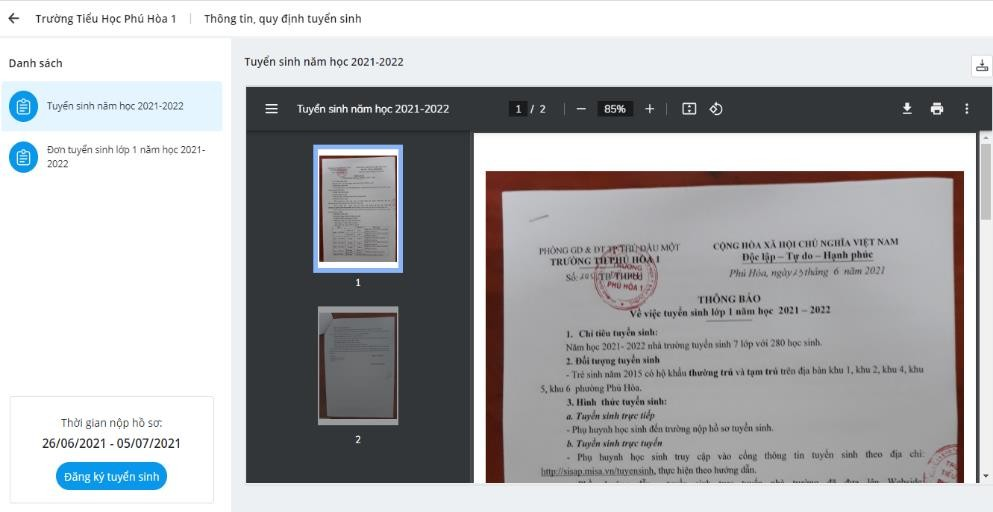 Trường Tiểu Học Phú Hòa 1 | Thông tin, quy định tuyển sinh
Danh sách
Tuyển sinh năm học 2021-2022
Đơn tuyển sinh lớp 1 năm học 2021-
2022
Thời gian nộp hồ sơ:
26/06/2021 - 05/07/2021
Đăng ký tuyển sinh
Tuyển sinh năm học 2021-2022
Tuyển sinh năm học 2021-2022
1 / 2
85%
1
2
PHÒNG GD & ĐT TP THỦ DẦU MỘT
TRƯỜNG TH PHÚ HÒA 1
Số:
CỘNG HÒA XÃ HỘI CHỦ NGHĨA VIỆT NAM
Độc lập – Tự do – Hạnh phúc
Phú Hòa, ngày 23 tháng 6 năm 2021
THÔNG BÁO
Về việc tuyển sinh lớp 1 năm học 2021 – 2022
1. Chỉ tiêu tuyển sinh:
Năm học 2021- 2022 nhà trường tuyển sinh 7 lớp với 280 học sinh.
2. Đối tượng tuyển sinh
- Trẻ sinh năm 2015 có hộ khẩu thường trú và tạm trú trên địa bàn khu 1, khu 2, khu 4, khu
5, khu 6 phường Phú Hòa.
3. Hình thức tuyển sinh:
a. Tuyển sinh trực tiếp
- Phụ huynh học sinh đến trường nộp hồ sơ tuyển sinh.
b. Tuyển sinh trực tuyến
- Phụ huynh học sinh truy cập vào cổng thông tin tuyển sinh theo địa chỉ:
http://sisap.misa.vn/tuyensinh, thực hiện theo hướng dẫn.